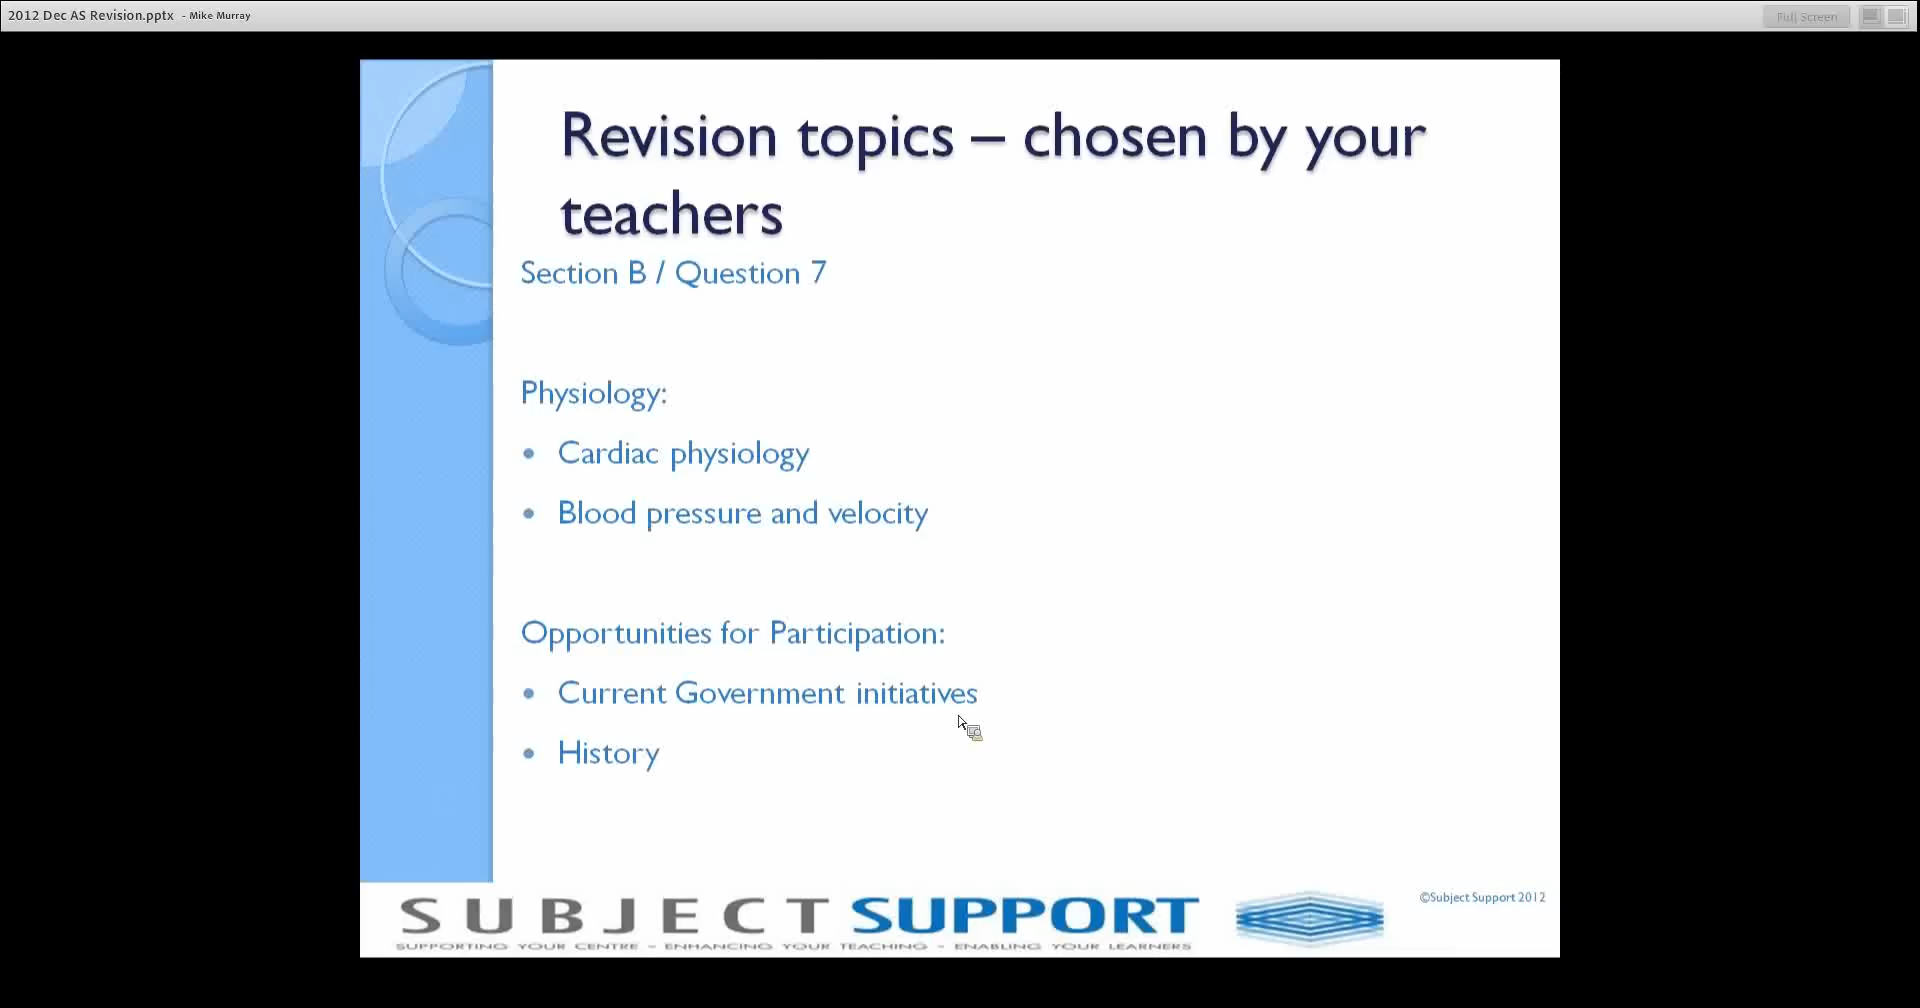 2012 Dec AS Revision.pptx - Mike Murray
Full Screen
Revision topics – chosen by your
teachers
Section B / Question 7
Physiology:
• Cardiac physiology
• Blood pressure and velocity
Opportunities for Participation:
• Current Government initiatives
• History
©Subject Support 2012
SUBJECT SUPPORT
SUPPORTING YOUR CENTRE – ENHANCING YOUR TEACHING – ENABLING YOUR LEARNERS